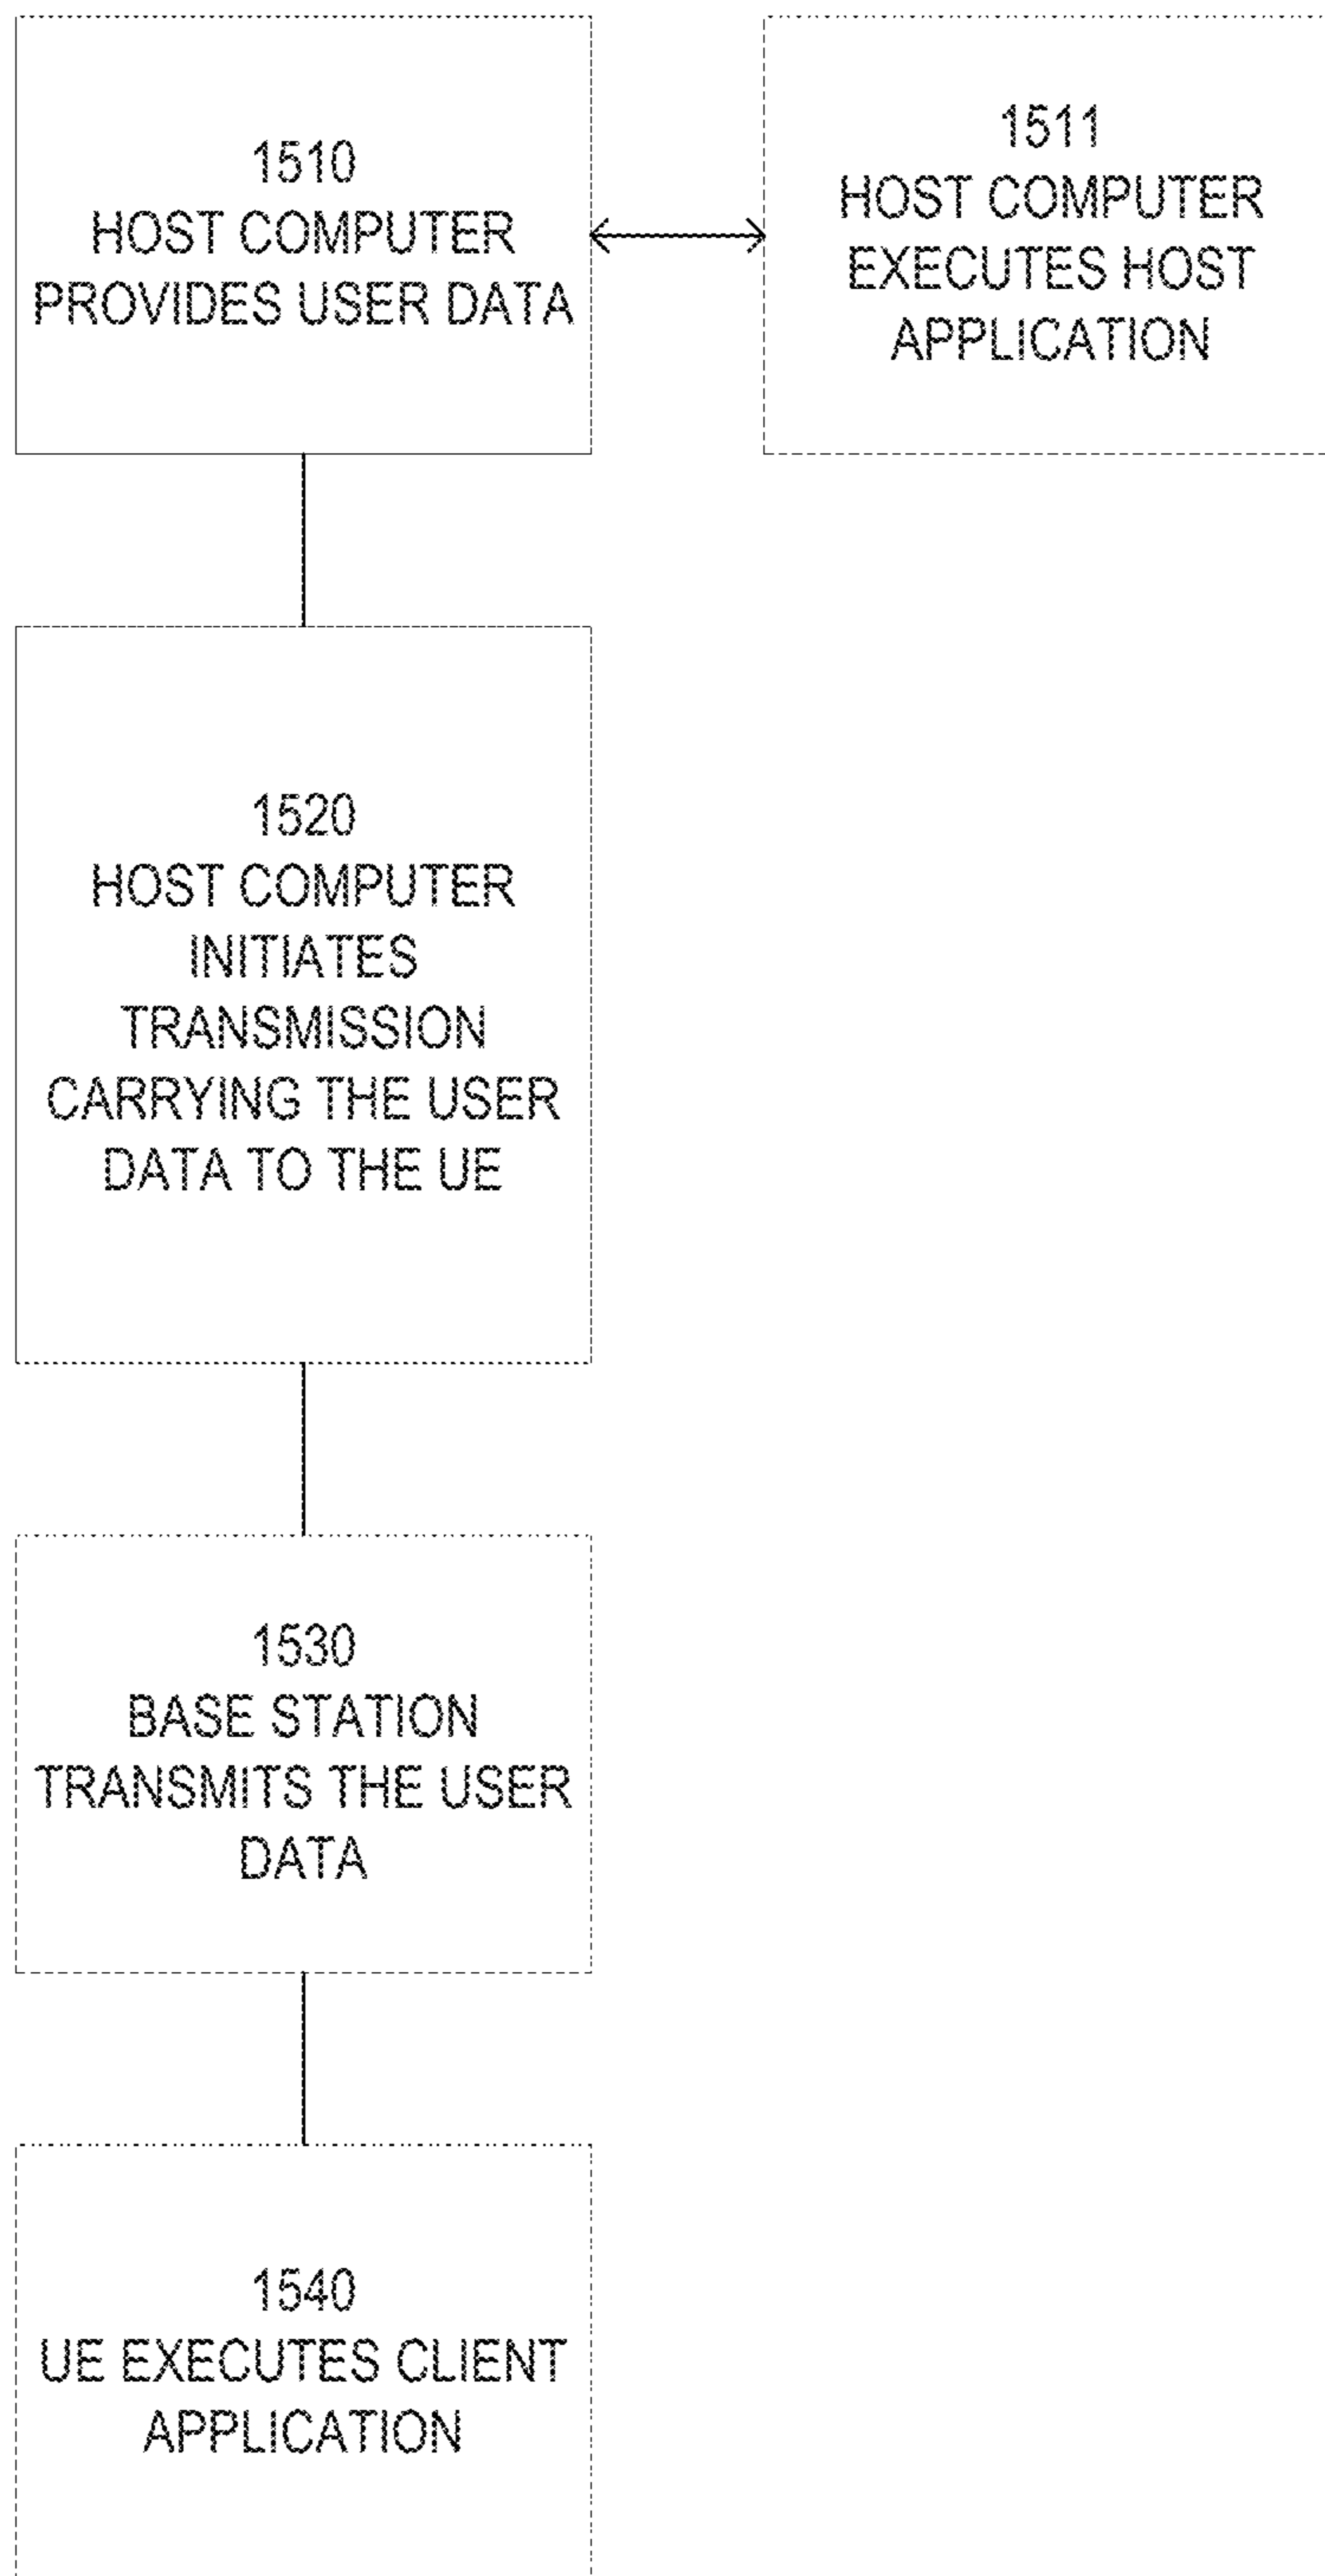 1510
HOST COMPUTER
PROVIDES USER DATA
1511
HOST COMPUTER
EXECUTES HOST
APPLICATION
1520
HOST COMPUTER
INITIATES
TRANSMISSION
CARRYING THE USER
DATA TO THE UE
1530
BASE STATION
TRANSMITS THE USER
DATA
1540
UE EXECUTES CLIENT
APPLICATION